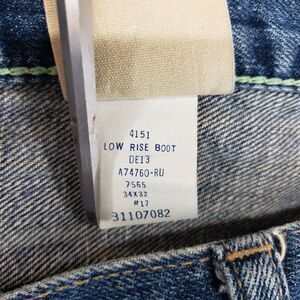 4151
LOW RISE BOOT
DE13
A74760-RU
7565
34X32
#17
31107082